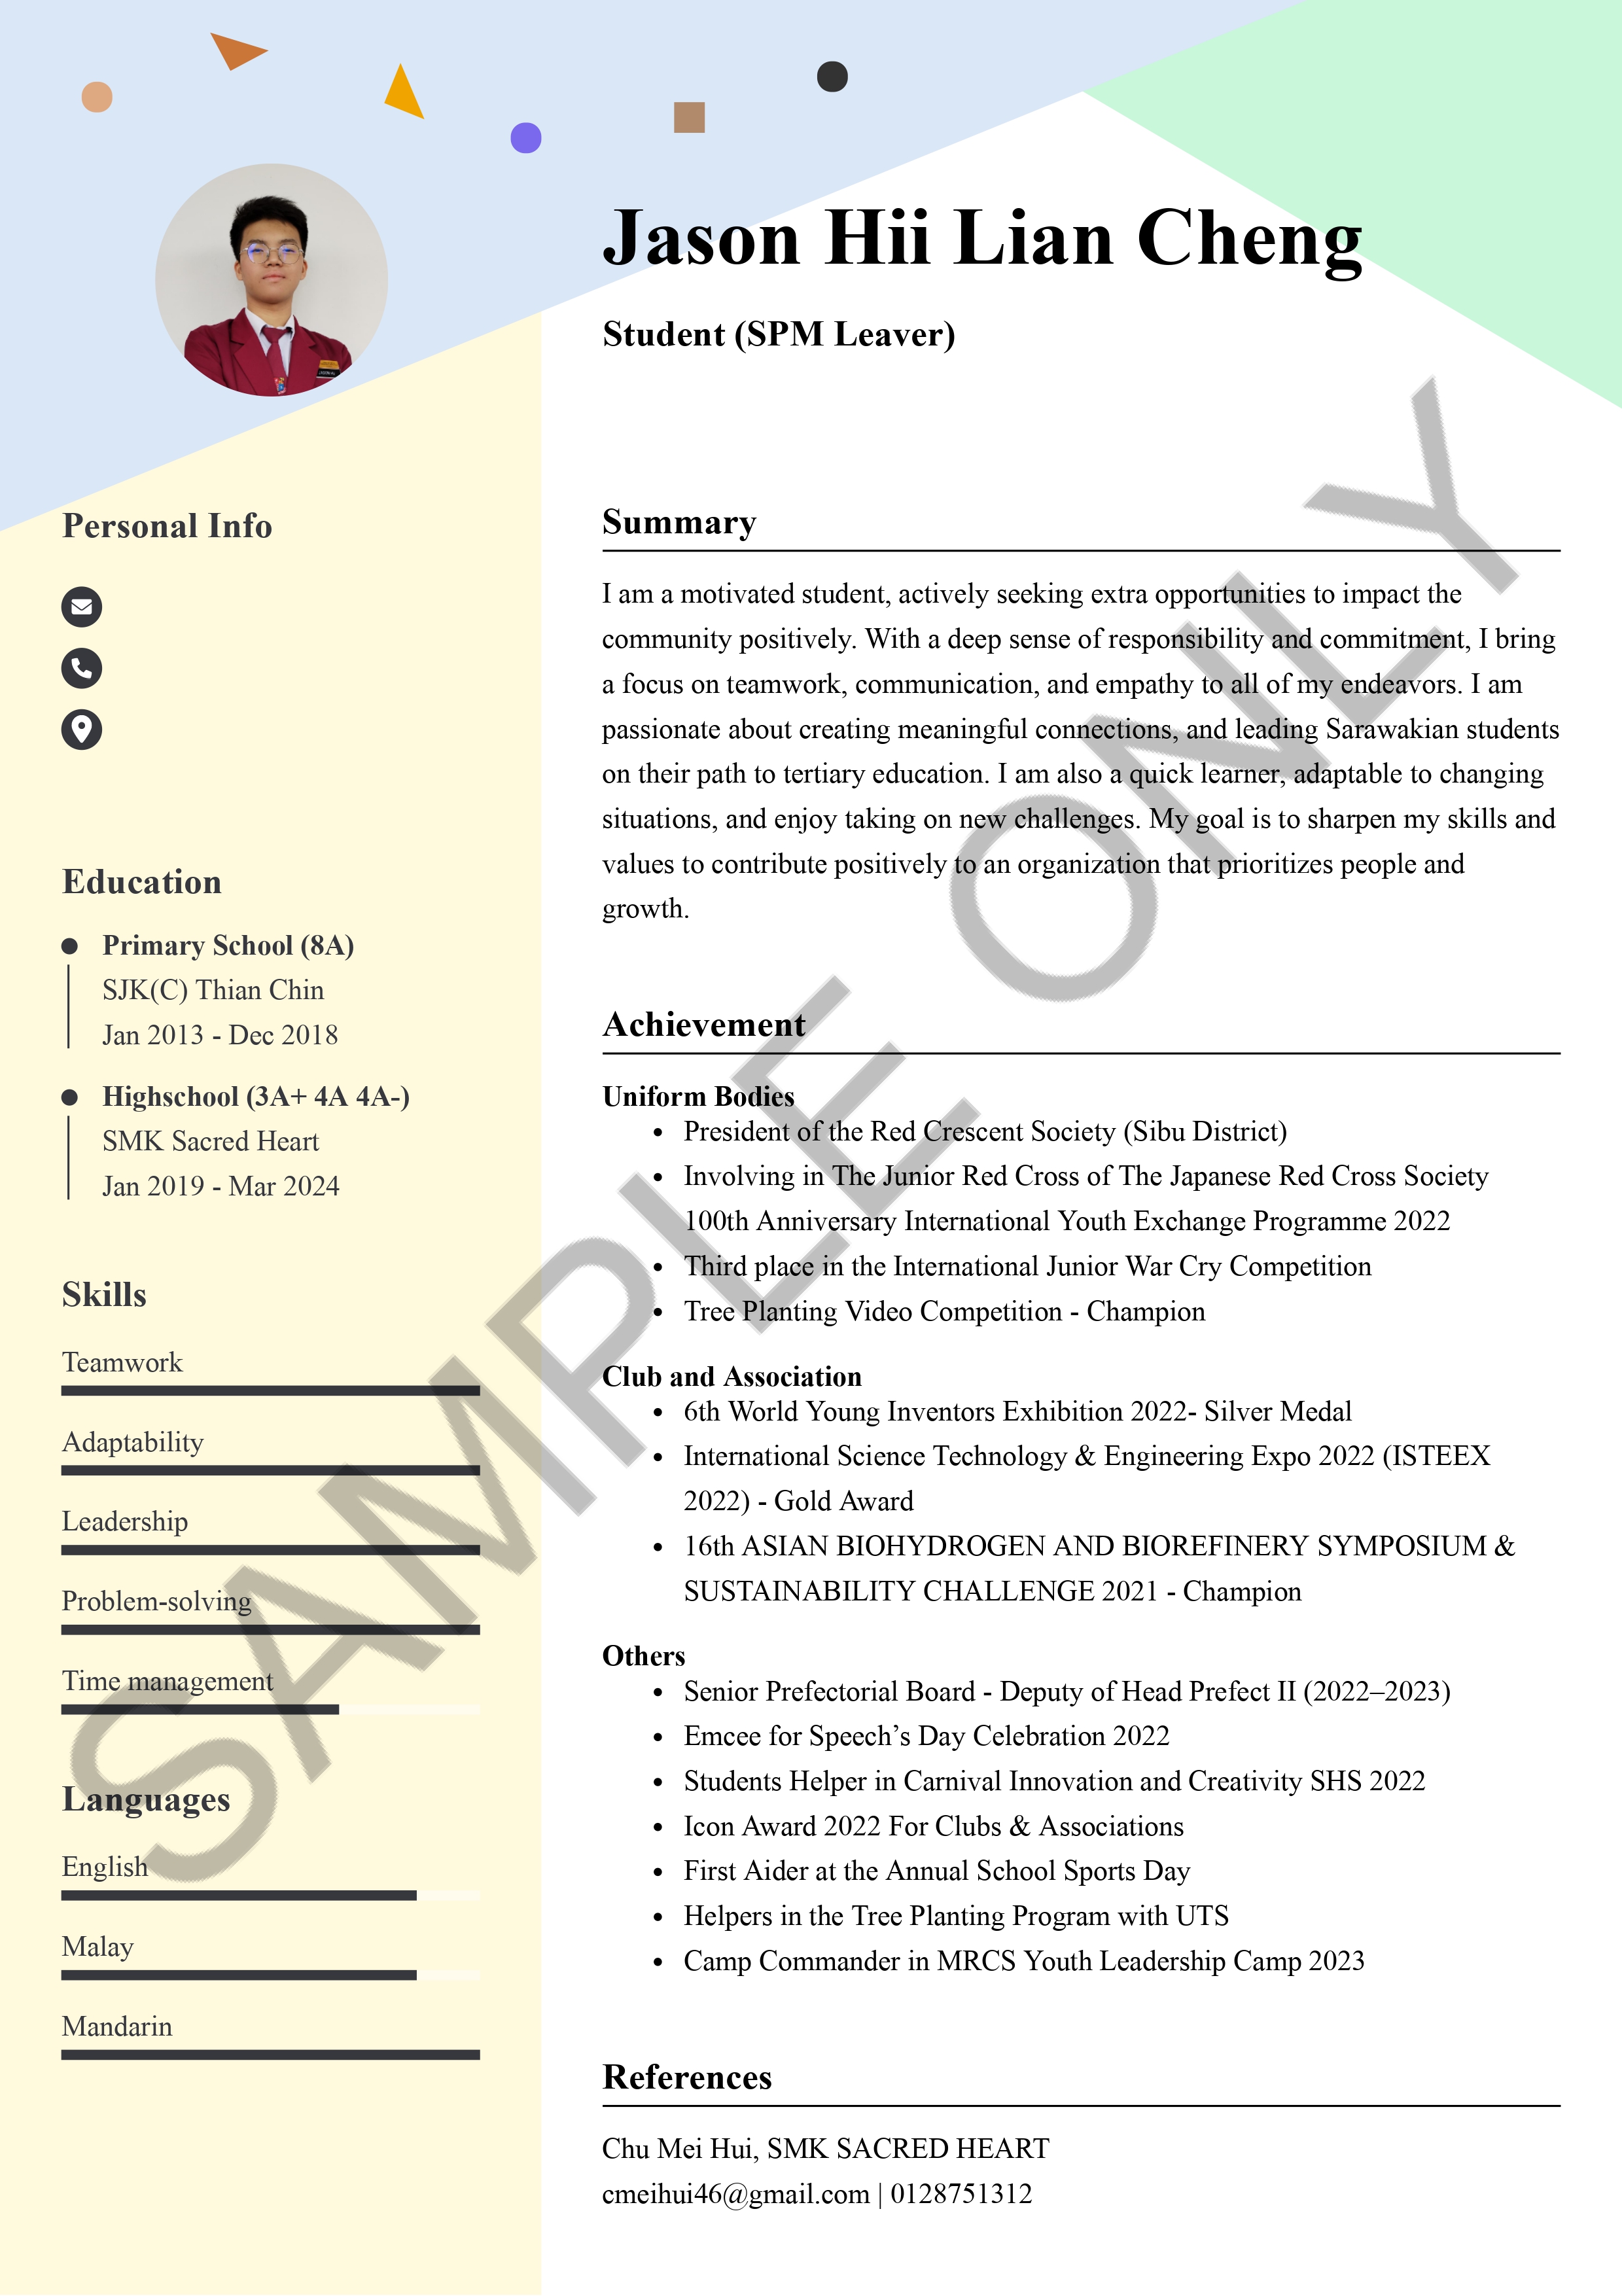 Jason Hii Lian Cheng
Student (SPM Leaver)
Personal Info
Education
Primary School (8A)
SJK(C) Thian Chin
Jan 2013 - Dec 2018
Highschool (3A+ 4A 4A-)
SMK Sacred Heart
Jan 2019 - Mar 2024
Skills
Teamwork
Adaptability
Leadership
Problem-solving
Time management
Languages
English
Malay
Mandarin
Summary
I am a motivated student, actively seeking extra opportunities to impact the
community positively. With a deep sense of responsibility and commitment, I bring
a focus on teamwork, communication, and empathy to all of my endeavors. I am
passionate about creating meaningful connections, and leading Sarawakian students
on their path to tertiary education. I am also a quick learner, adaptable to changing
situations, and enjoy taking on new challenges. My goal is to sharpen my skills and
values to contribute positively to an organization that prioritizes people and
growth.
Achievement
Uniform Bodies
• President of the Red Crescent Society (Sibu District)
• Involving in The Junior Red Cross of The Japanese Red Cross Society
100th Anniversary International Youth Exchange Programme 2022
• Third place in the International Junior War Cry Competition
• Tree Planting Video Competition - Champion
Club and Association
• 6th World Young Inventors Exhibition 2022- Silver Medal
• International Science Technology & Engineering Expo 2022 (ISTEEX
2022) - Gold Award
• 16th ASIAN BIOHYDROGEN AND BIOREFINERY SYMPOSIUM &
SUSTAINABILITY CHALLENGE 2021 - Champion
Others
• Senior Prefectorial Board - Deputy of Head Prefect II (2022–2023)
• Emcee for Speech’s Day Celebration 2022
• Students Helper in Carnival Innovation and Creativity SHS 2022
• Icon Award 2022 For Clubs & Associations
• First Aider at the Annual School Sports Day
• Helpers in the Tree Planting Program with UTS
• Camp Commander in MRCS Youth Leadership Camp 2023
References
Chu Mei Hui, SMK SACRED HEART
cmeihui46@gmail.com | 0128751312
SAMPLE ONLY